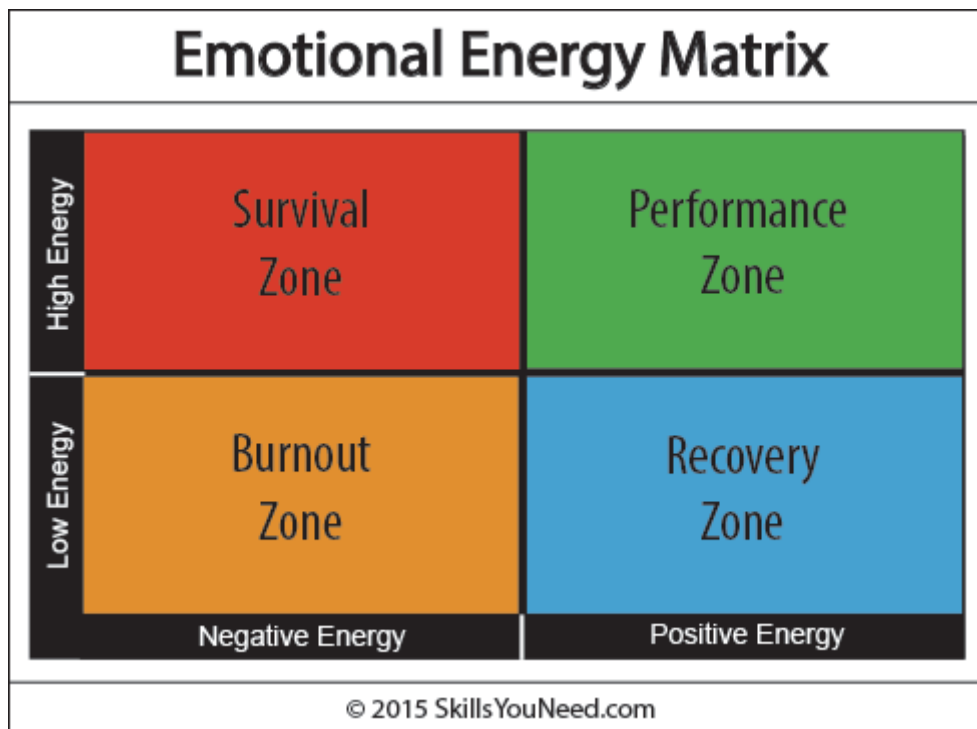 Emotional Energy Matrix
High Energy
Survival
Zone
Performance
Zone
Low Energy
Burnout
Zone
Recovery
Zone
Negative Energy
Positive Energy
© 2015 SkillsYouNeed.com